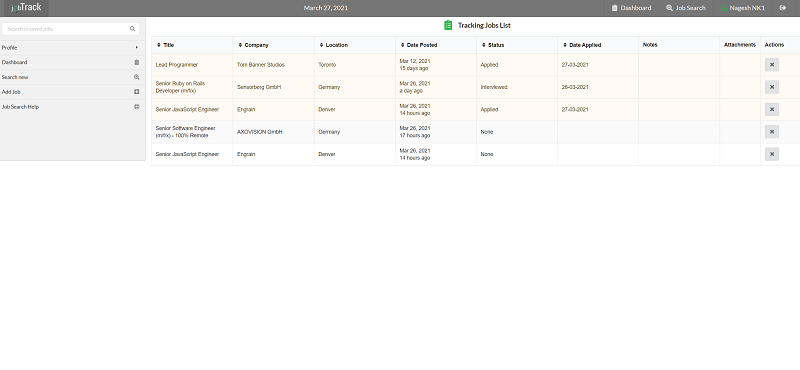 jobTrack
March 27, 2021
Dashboard
Job Search
Nagesh NK1
Search in saved jobs
Profile
Dashboard
Search new
Add Job
Job Search Help
Tracking Jobs List
Title Company Location Date Posted Status Date Applied Notes Attachments Actions
Lead Programmer Tom Banner Studios Toronto Mar 12, 2021 Applied 27-03-2021
15 days ago
Senior Ruby on Rails Sensorberg GmbH Germany Mar 26, 2021 Interviewed 26-03-2021
Developer (m/f/x) a day ago
Senior JavaScript Engineer Engrain Denver Mar 26, 2021 Applied 27-03-2021
14 hours ago
Senior Software Engineer AXOVISION GmbH Germany Mar 26, 2021 None
(m/f/x) - 100% Remote 17 hours ago
Senior JavaScript Engineer Engrain Denver Mar 26, 2021 None
14 hours ago